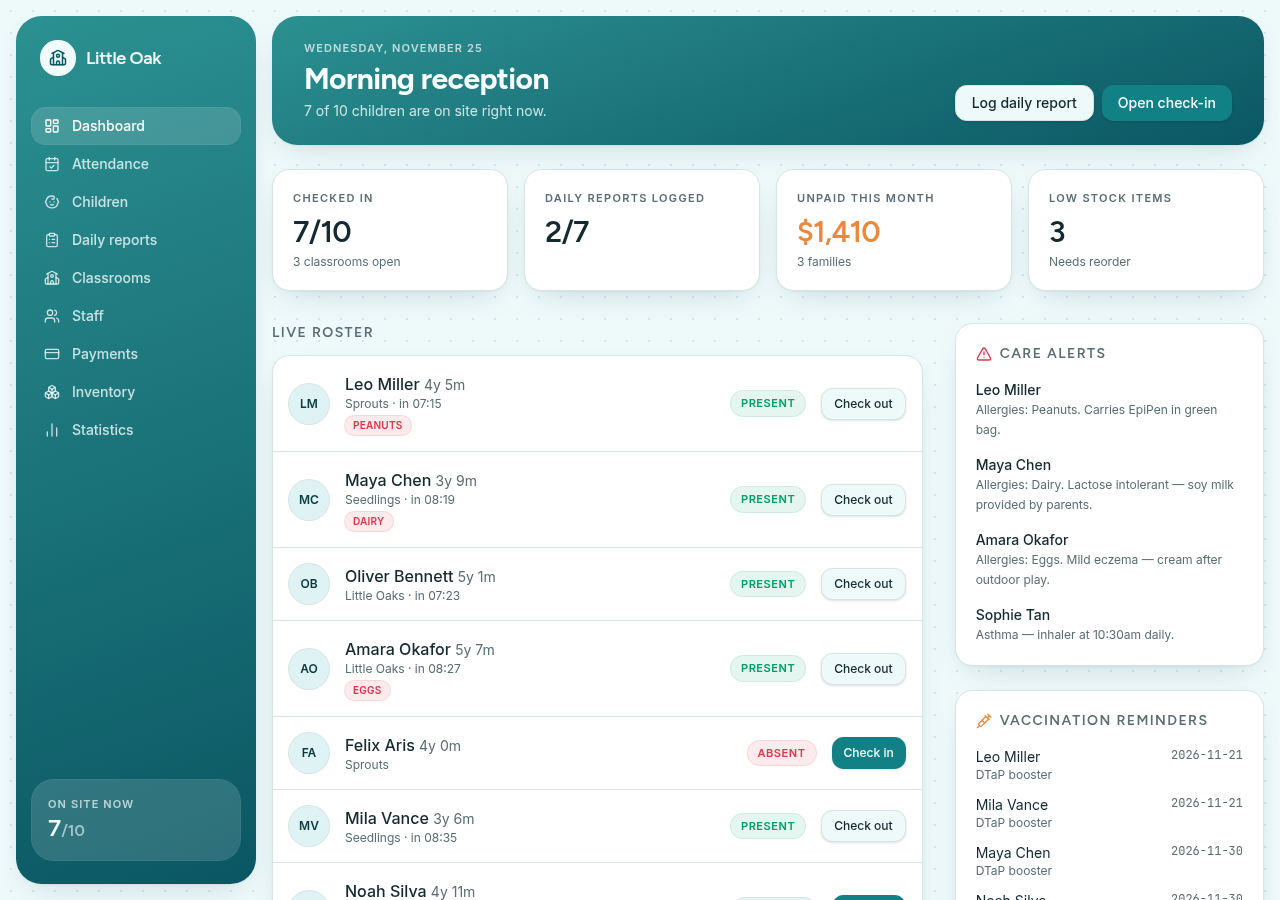 Little Oak
Dashboard
Attendance
Children
Daily reports
Classrooms
Staff
Payments
Inventory
Statistics
ON SITE NOW
7/10
WEDNESDAY, NOVEMBER 25
Morning reception
7 of 10 children are on site right now.
Log daily report
Open check-in
CHECKED IN
7/10
3 classrooms open
DAILY REPORTS LOGGED
2/7
UNPAID THIS MONTH
$1,410
3 families
LOW STOCK ITEMS
3
Needs reorder
LIVE ROSTER
LM
Leo Miller 4y 5m
Sprouts · in 07:15
PEANUTS
PRESENT
Check out
MC
Maya Chen 3y 9m
Seedlings · in 08:19
DAIRY
PRESENT
Check out
OB
Oliver Bennett 5y 1m
Little Oaks · in 07:23
PRESENT
Check out
AO
Amara Okafor 5y 7m
Little Oaks · in 08:27
EGGS
PRESENT
Check out
FA
Felix Aris 4y 0m
Sprouts
ABSENT
Check in
MV
Mila Vance 3y 6m
Seedlings · in 08:35
PRESENT
Check out
Noah Silva 4y 11m
CARE ALERTS
Leo Miller
Allergies: Peanuts. Carries EpiPen in green
bag.
Maya Chen
Allergies: Dairy. Lactose intolerant — soy milk
provided by parents.
Amara Okafor
Allergies: Eggs. Mild eczema — cream after
outdoor play.
Sophie Tan
Asthma — inhaler at 10:30am daily.
VACCINATION REMINDERS
Leo Miller
2026-11-21
DTaP booster
Mila Vance
2026-11-21
DTaP booster
Maya Chen
2026-11-30
DTaP booster
Noah Silva
2026-11-30